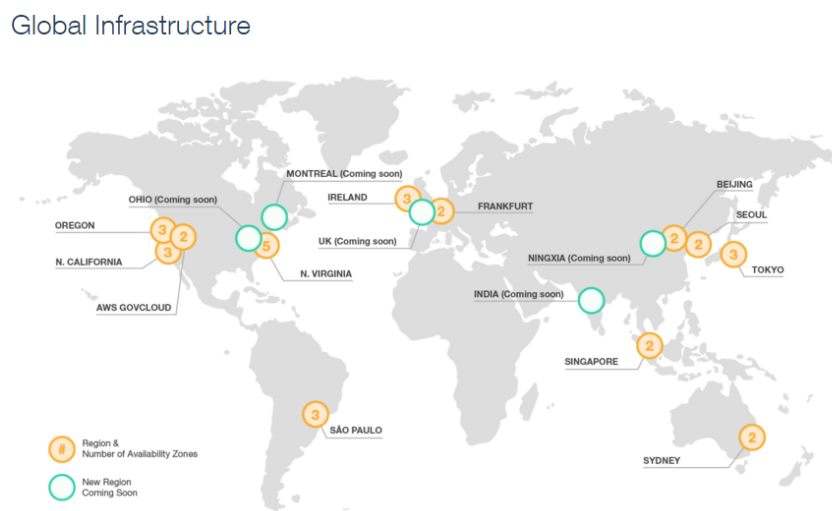 Global Infrastructure
MONTREAL (Coming soon)
OHIO (Coming soon)
IRELAND
3
BEIJING
FRANKFURT
2
SEOUL
OREGON
3
2
UK (Coming soon)
5
N. CALIFORNIA
3
N. VIRGINIA
NINGXIA (Coming soon)
2
2
3
TOKYO
AWS GOVCLOUD
INDIA (Coming soon)
SINGAPORE
2
3
SÃO PAULO
2
SYDNEY
#
Region &
Number of Availability Zones
New Region
Coming Soon